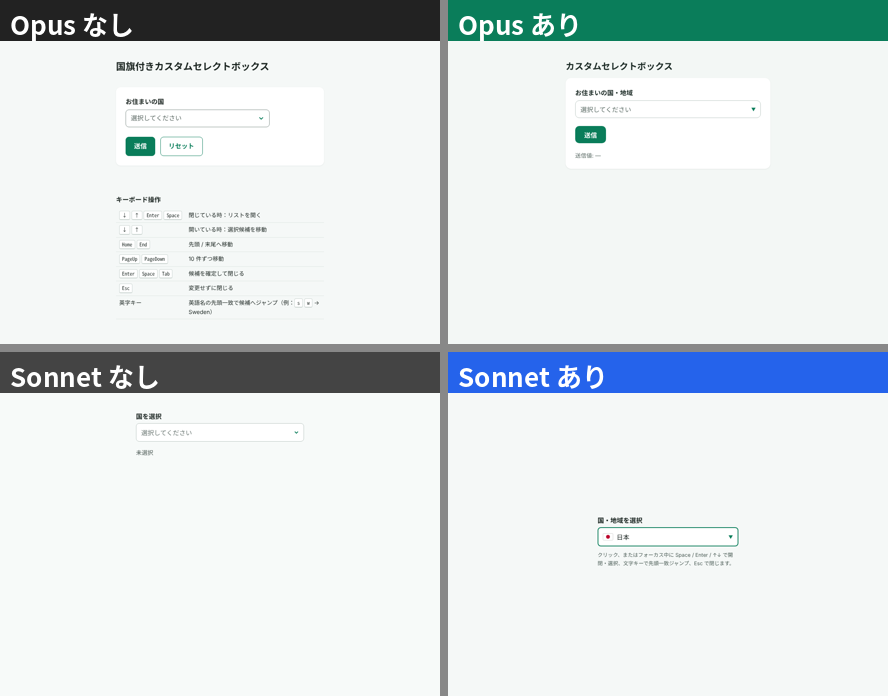 Opus なし
国旗付きカスタムセレクトボックス
お住まいの国
選択してください
送信
リセット
キーボード操作
↓ ↑ Enter Space 閉じている時：リストを開く
↓ ↑ 開いている時：選択候補を移動
Home End 先頭 / 末尾へ移動
PageUp PageDown 10 件ずつ移動
Enter Space Tab 候補を確定して閉じる
Esc 変更せずに閉じる
英字キー 英語名の先頭一致で候補へジャンプ（例： s w →
Sweden）
Opus あり
カスタムセレクトボックス
お住まいの国・地域
選択してください
送信
送信値: —
Sonnet なし
国を選択
選択してください
未選択
Sonnet あり
国・地域を選択
日本
クリック、またはフォーカス中に Space / Enter / ↑↓ で開
閉・選択、文字キーで先頭一致ジャンプ、Esc で閉じます。